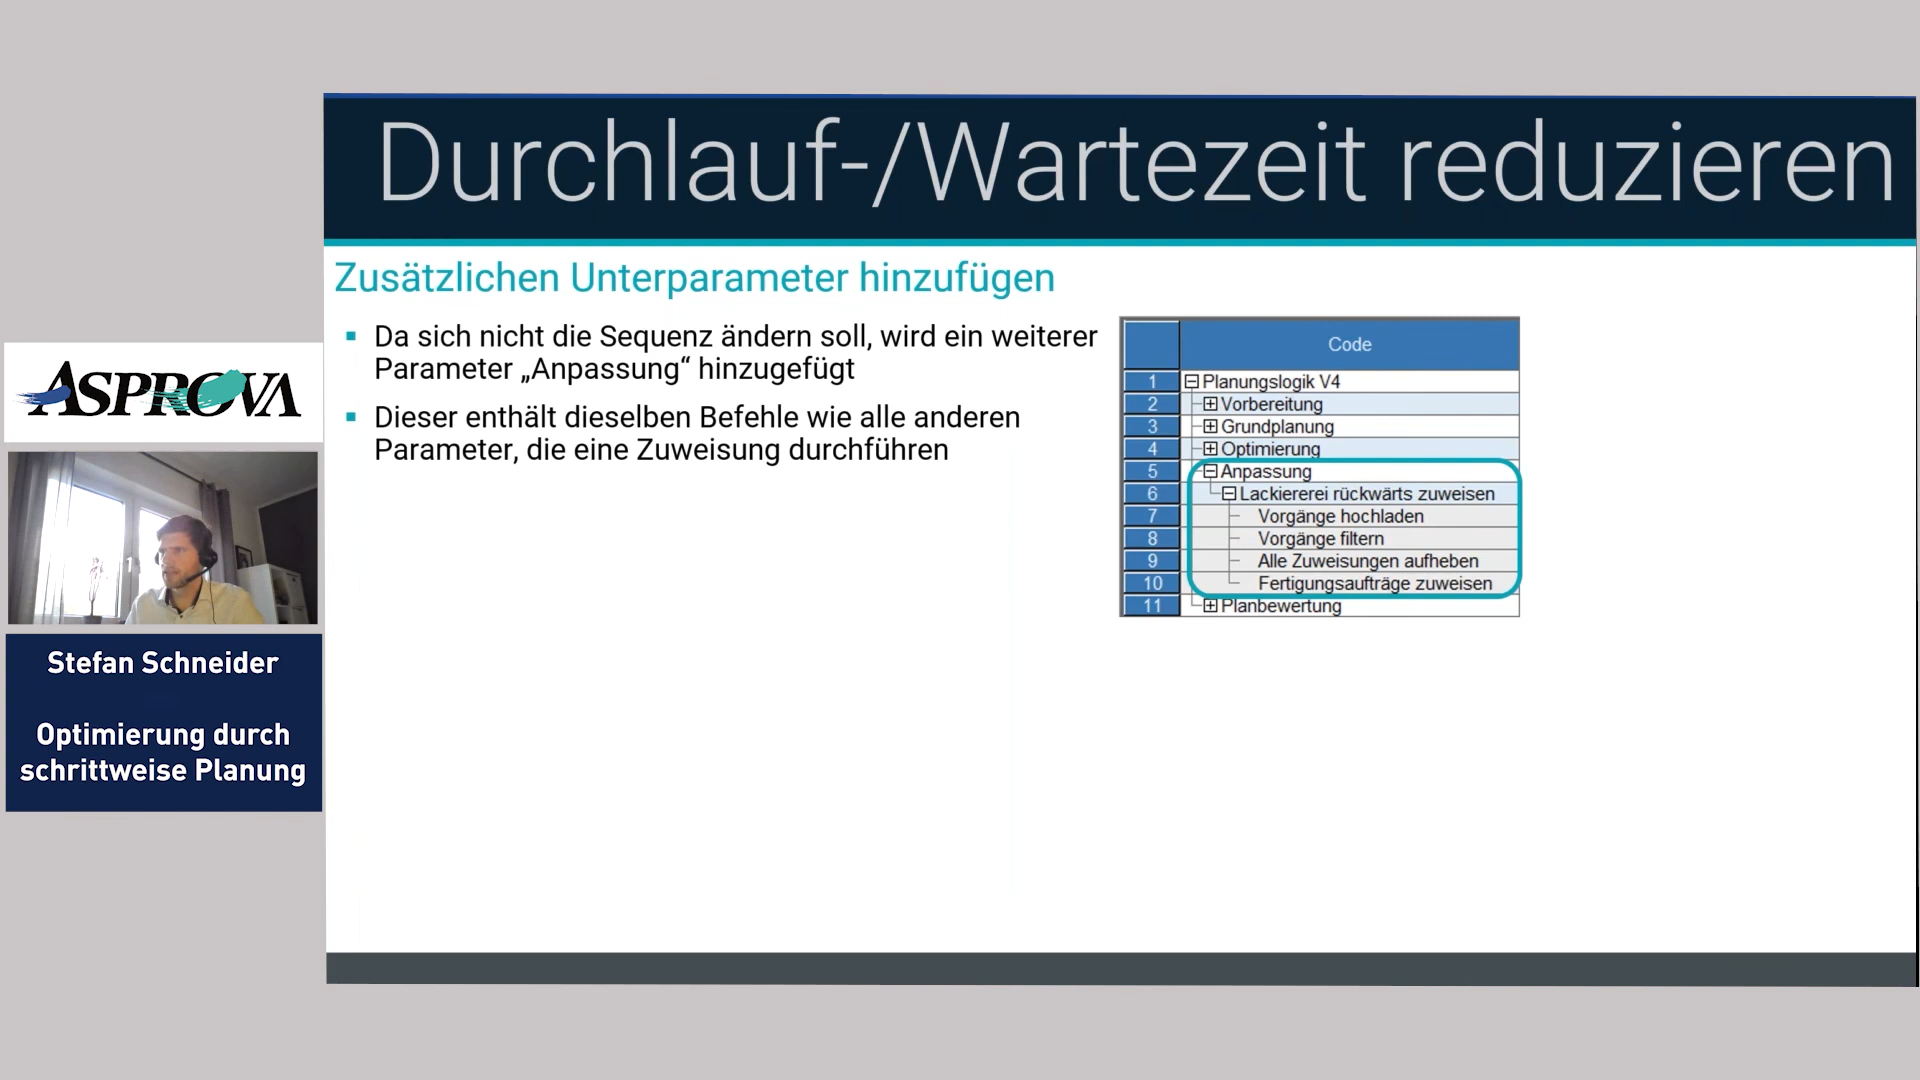 Durchlauf-/Wartezeit reduzieren
Zusätzlichen Unterparameter hinzufügen
▪ Da sich nicht die Sequenz ändern soll, wird ein weiterer
Parameter „Anpassung“ hinzugefügt
▪ Dieser enthält dieselben Befehle wie alle anderen
Parameter, die eine Zuweisung durchführen
Code
1 Planungslogik V4
2 Vorbereitung
3 Grundplanung
4 Optimierung
5 Anpassung
6 Lackiererei rückwärts zuweisen
7 Vorgänge hochladen
8 Vorgänge filtern
9 Alle Zuweisungen aufheben
10 Fertigungsaufträge zuweisen
11 Planbewertung
ASPROVA
Stefan Schneider
Optimierung durch
schrittweise Planung